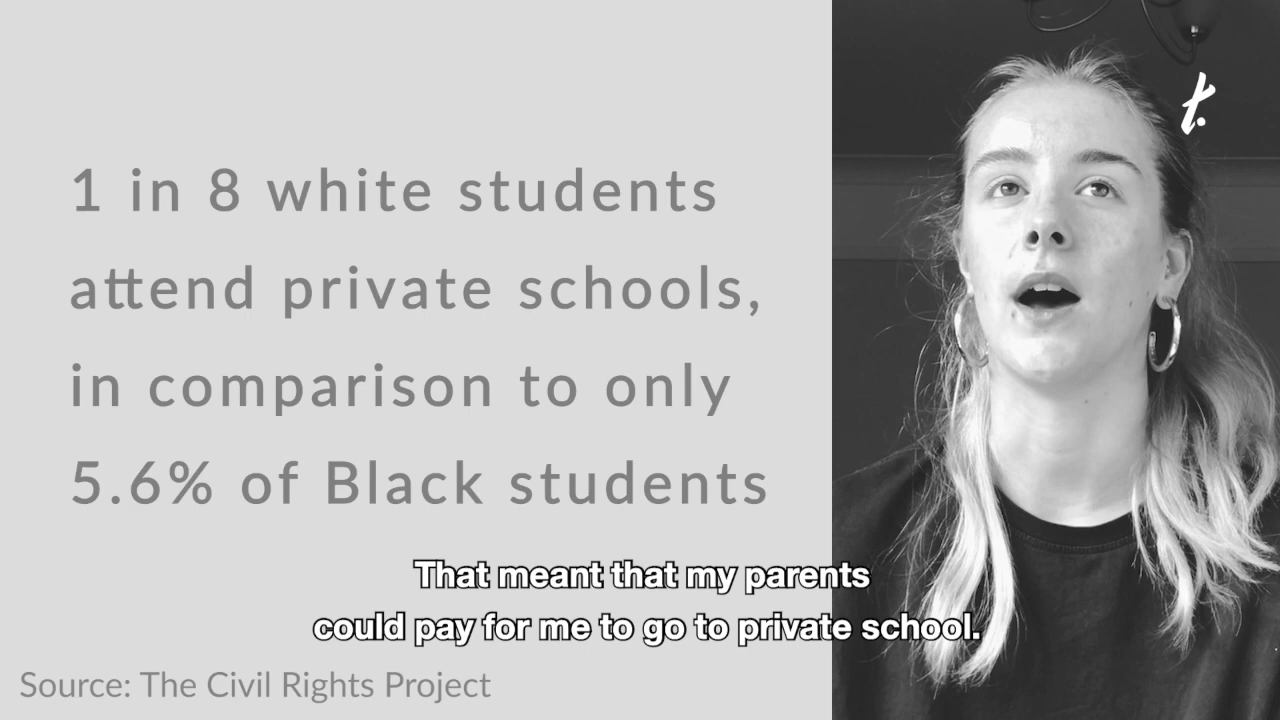 1 in 8 white students
attend private schools,
in comparison to only
5.6% of Black students
That meant that my parents
could pay for me to go to private school.
Source: The Civil Rights Project
t.